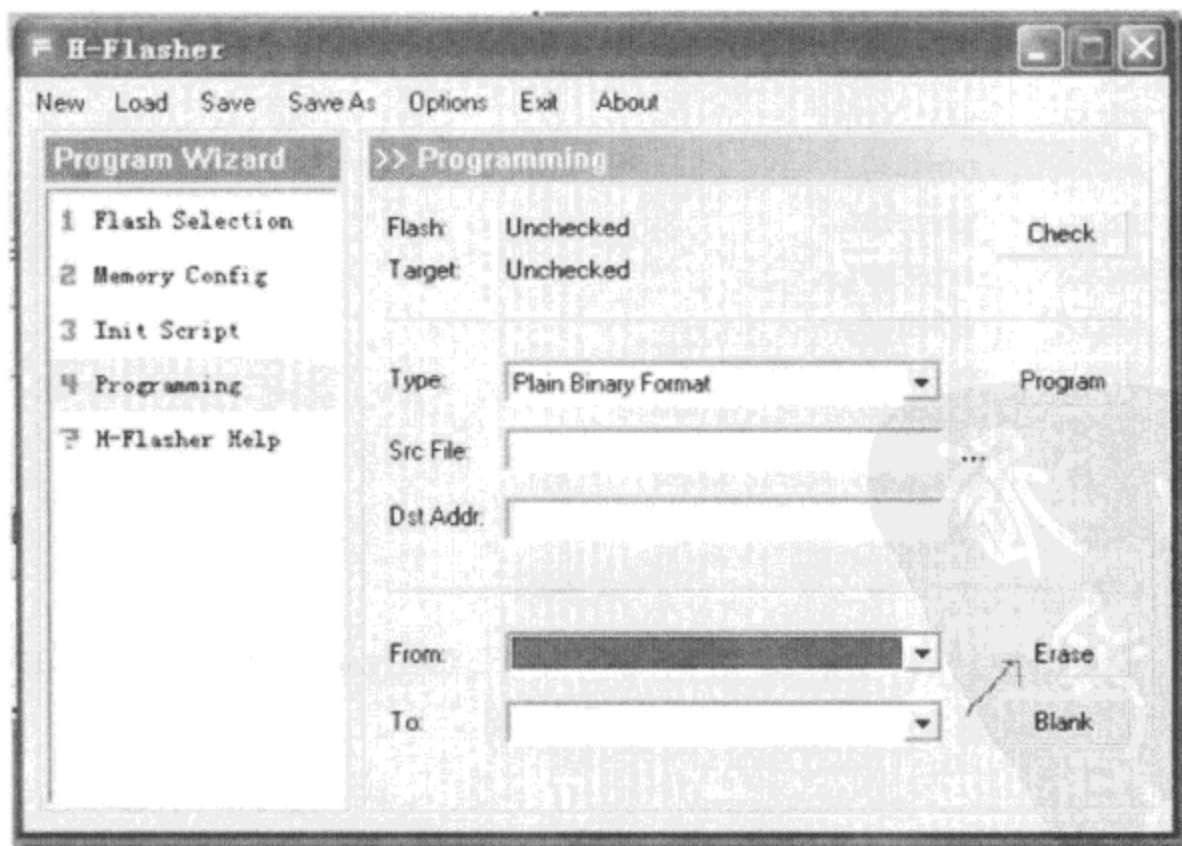 H-Flasher
New Load Save Save As Options Exit About
Program Wizard
1 Flash Selection
2 Memory Config
3 Init Script
4 Programming
? H-Flasher Help
>> Programming
Flash: Unchecked
Check
Target: Unchecked
Type: Plain Binary Format
Program
Src File:
...
Dst Addr:
From:
Erase
To:
Blank